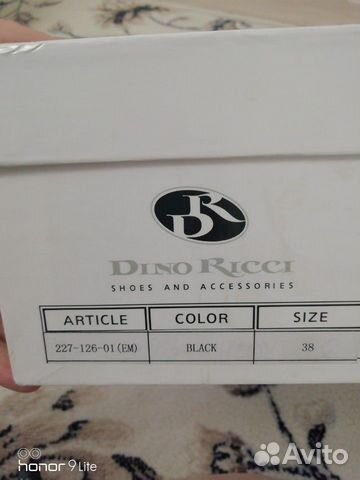 DR
DINO RICCI
SHOES AND ACCESSORIES
ARTICLE COLOR SIZE
227-126-01(EM) BLACK 38
honor 9 Lite
Avito